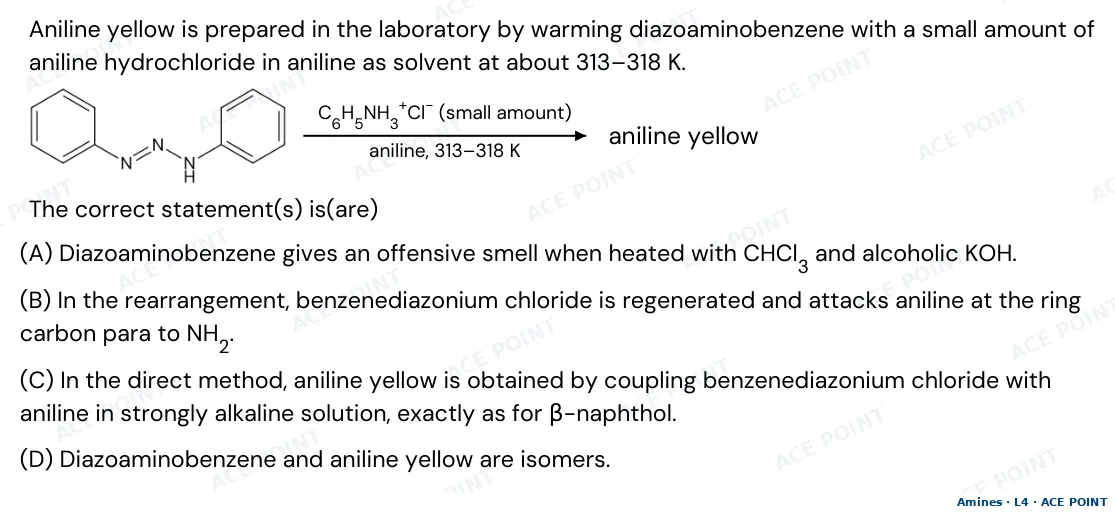 Aniline yellow is prepared in the laboratory by warming diazoaminobenzene with a small amount of
aniline hydrochloride in aniline as solvent at about 313–318 K.
C6H5NH3+Cl− (small amount)
aniline, 313–318 K
aniline yellow
N
N
N
H
The correct statement(s) is(are)
(A) Diazoaminobenzene gives an offensive smell when heated with CHCl3 and alcoholic KOH.
(B) In the rearrangement, benzenediazonium chloride is regenerated and attacks aniline at the ring
carbon para to NH2.
(C) In the direct method, aniline yellow is obtained by coupling benzenediazonium chloride with
aniline in strongly alkaline solution, exactly as for β-naphthol.
(D) Diazoaminobenzene and aniline yellow are isomers.
Amines · L4 · ACE POINT